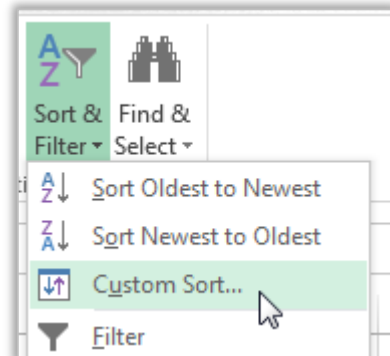 Sort & Find &
Filter Select
Sort Oldest to Newest
Sort Newest to Oldest
Custom Sort...
Filter